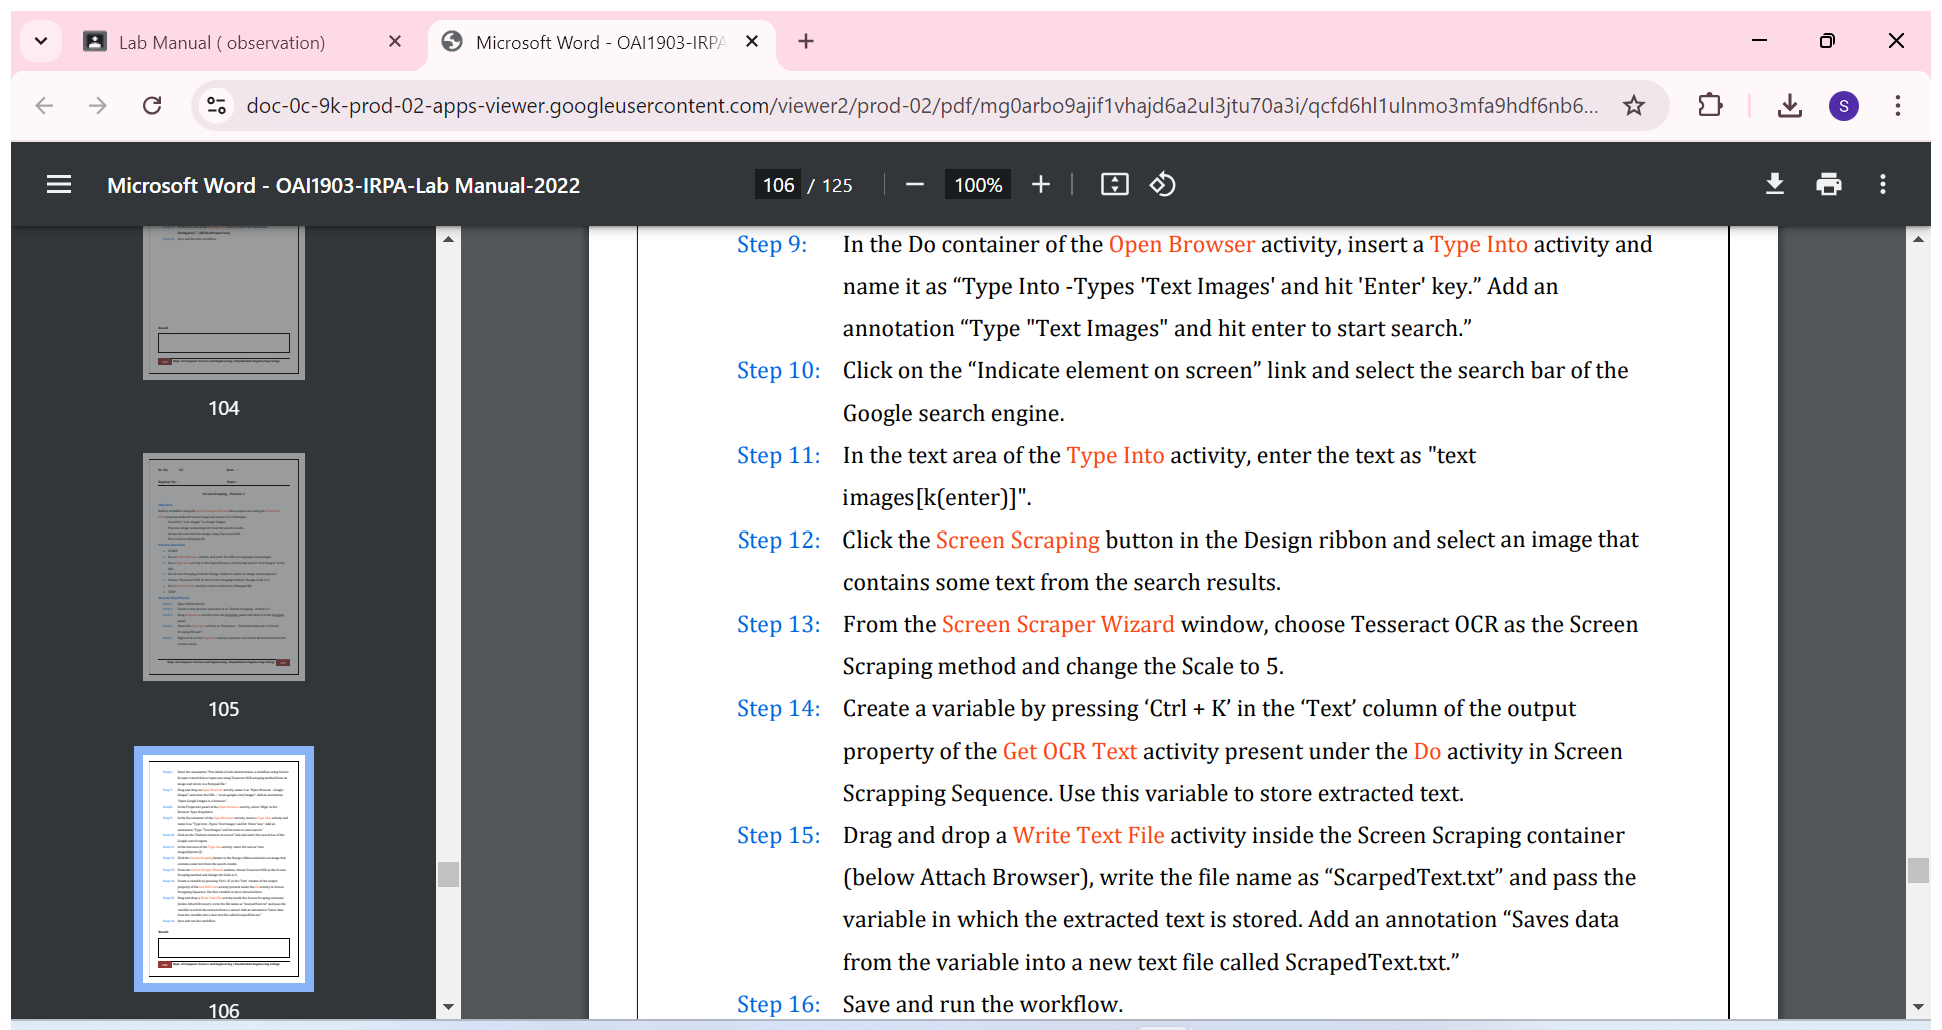 Lab Manual ( observation)
Microsoft Word - OAI1903-IRPA
doc-0c-9k-prod-02-apps-viewer.googleusercontent.com/viewer2/prod-02/pdf/mg0arbo9ajif1vhajd6a2ul3jtu70a3i/qcfd6hl1ulnmo3mfa9hdf6nb6...
S
Microsoft Word - OAI1903-IRPA-Lab Manual-2022
106 / 125
100%
104
105
106
Step 9: In the Do container of the Open Browser activity, insert a Type Into activity and
name it as “Type Into -Types 'Text Images' and hit 'Enter' key.” Add an
annotation “Type "Text Images" and hit enter to start search.”
Step 10: Click on the “Indicate element on screen” link and select the search bar of the
Google search engine.
Step 11: In the text area of the Type Into activity, enter the text as "text
images[k(enter)]".
Step 12: Click the Screen Scraping button in the Design ribbon and select an image that
contains some text from the search results.
Step 13: From the Screen Scraper Wizard window, choose Tesseract OCR as the Screen
Scraping method and change the Scale to 5.
Step 14: Create a variable by pressing ‘Ctrl + K’ in the ‘Text’ column of the output
property of the Get OCR Text activity present under the Do activity in Screen
Scrapping Sequence. Use this variable to store extracted text.
Step 15: Drag and drop a Write Text File activity inside the Screen Scraping container
(below Attach Browser), write the file name as “ScarpedText.txt” and pass the
variable in which the extracted text is stored. Add an annotation “Saves data
from the variable into a new text file called ScrapedText.txt.”
Step 16: Save and run the workflow.